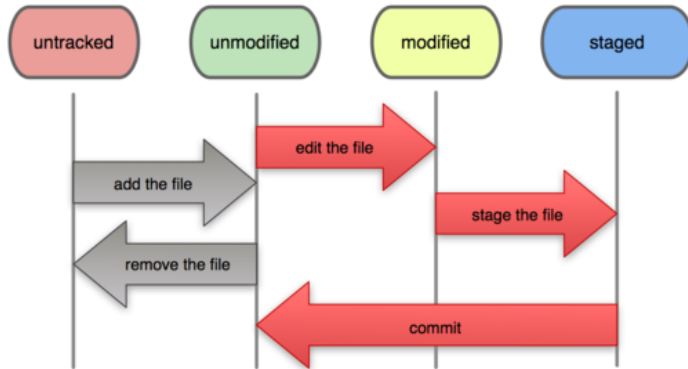 untracked
unmodified
modified
staged
edit the file
add the file
stage the file
remove the file
commit